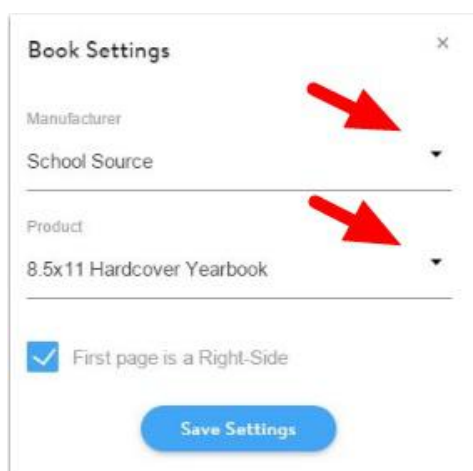 Book Settings
Manufacturer
School Source
Product
8.5x11 Hardcover Yearbook
First page is a Right-Side
Save Settings